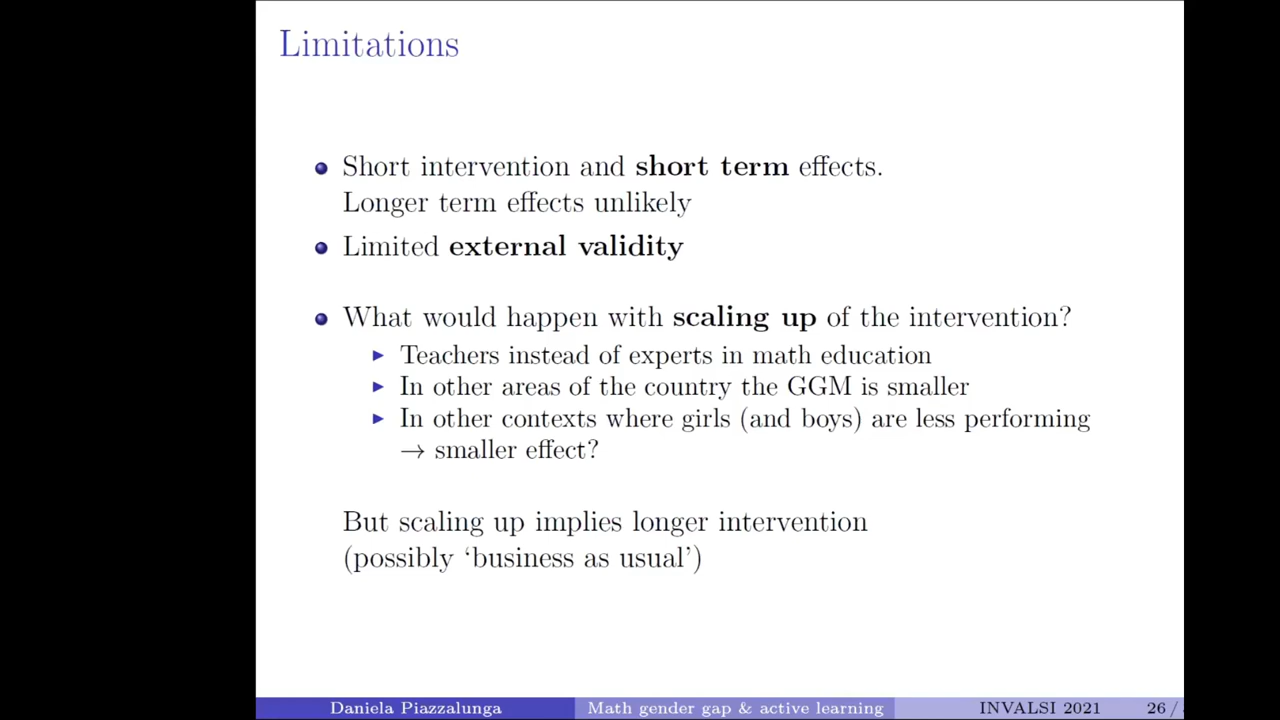 Limitations
Short intervention and short term effects.
Longer term effects unlikely
Limited external validity
What would happen with scaling up of the intervention?
Teachers instead of experts in math education
In other areas of the country the GGM is smaller
In other contexts where girls (and boys) are less performing
→ smaller effect?
But scaling up implies longer intervention
(possibly ‘business as usual’)
Daniela Piazzalunga
Math gender gap & active learning
INVALSI 2021
26 /